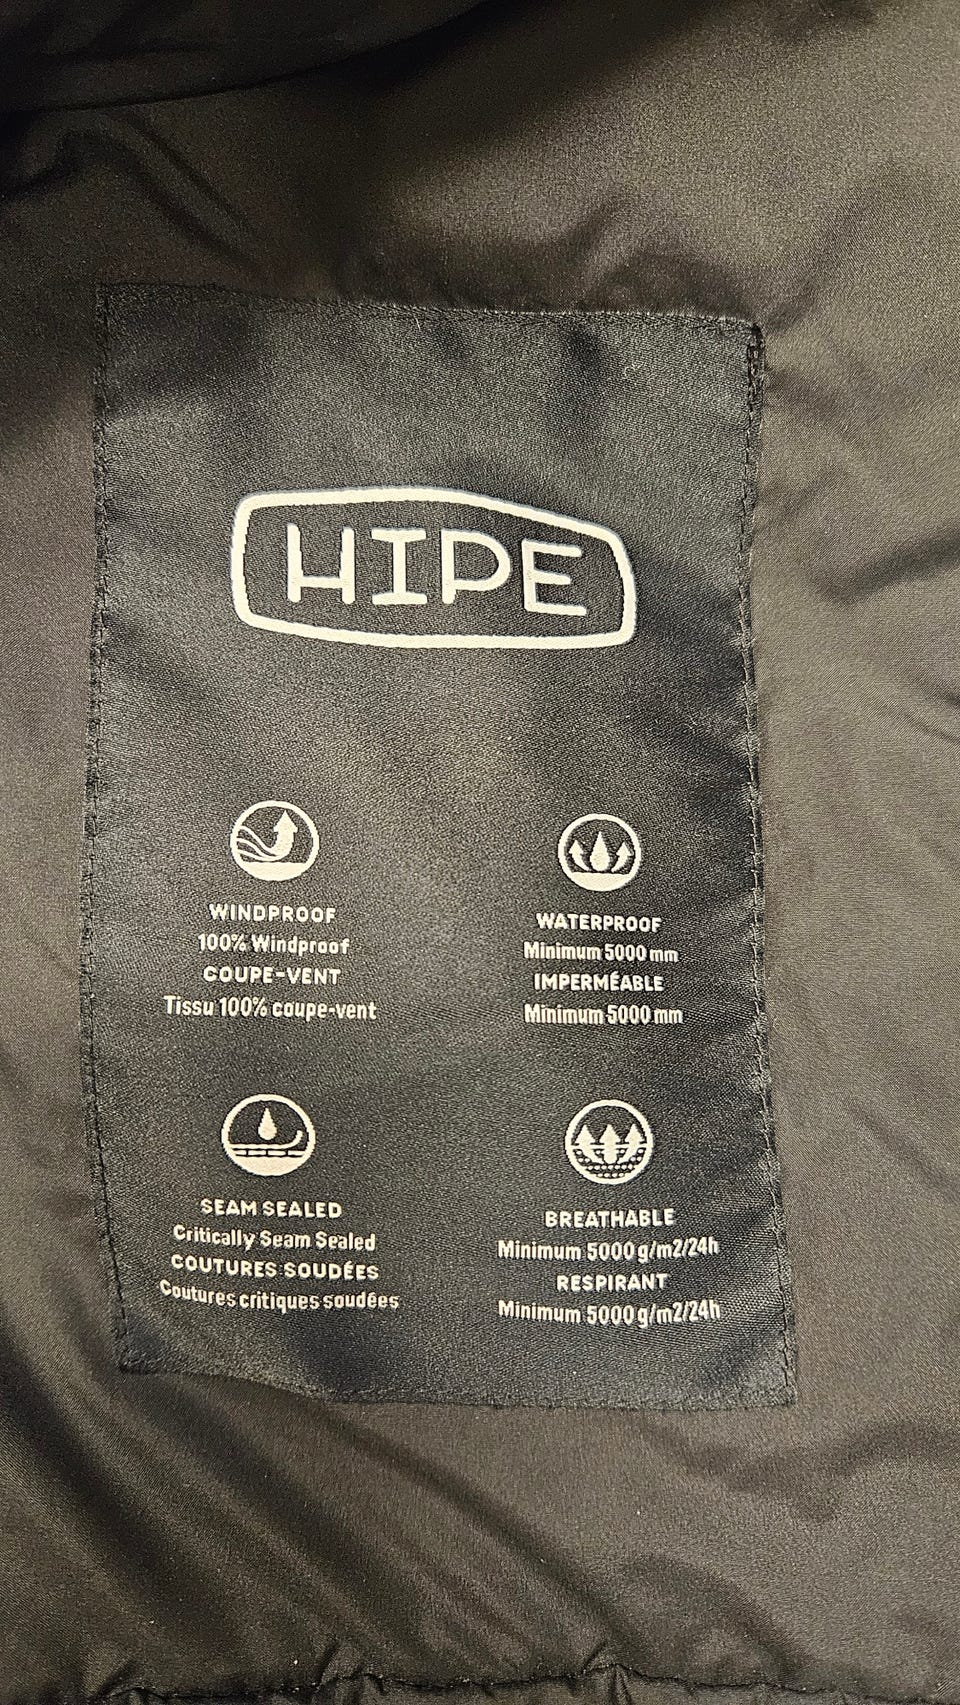 HIPE
WINDPROOF
100% Windproof
COUPE-VENT
Tissu 100% coupe-vent
WATERPROOF
Minimum 5000 mm
IMPERMÉABLE
Minimum 5000 mm
SEAM SEALED
Critically Seam Sealed
COUTURES SOUDÉES
Coutures critiques soudées
BREATHABLE
Minimum 5000 g/m2/24h
RESPIRANT
Minimum 5000 g/m2/24h